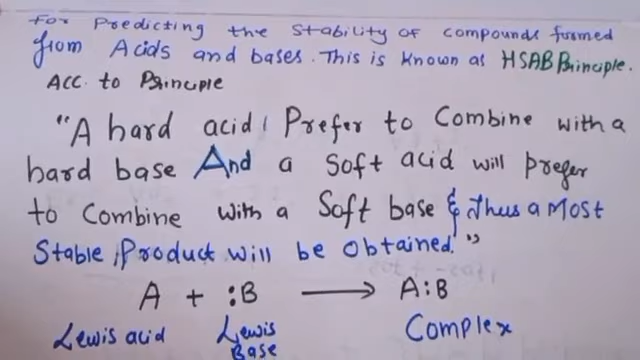 For Predicting the Stability of compounds formed
from Acids and bases. This is known as HSAB Principle.
Acc. to Principle
"A hard acid, Prefer to Combine with a
hard base And a soft acid will prefer
to Combine with a Soft base & Thus a Most
Stable Product will be obtained."
A + :B ⟶ A:B
Lewis acid Lewis Complex
Base